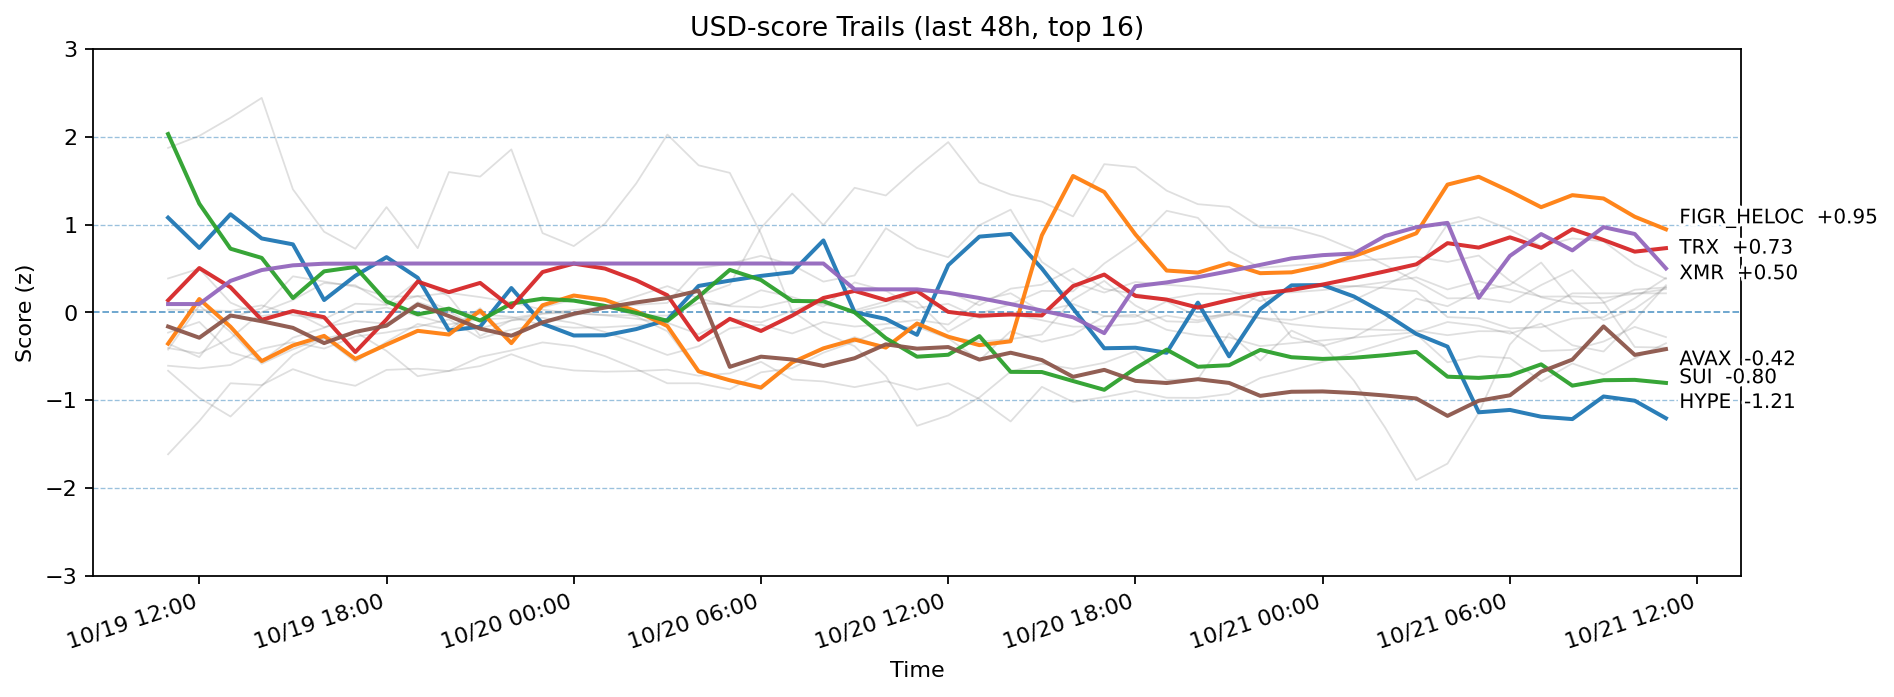 USD-score Trails (last 48h, top 16)
Score (z)
3
2
1
0
−1
−2
−3
FIGR_HELOC +0.95
TRX +0.73
XMR +0.50
AVAX -0.42
SUI -0.80
HYPE -1.21
10/19 12:00
10/19 18:00
10/20 00:00
10/20 06:00
10/20 12:00
10/20 18:00
10/21 00:00
10/21 06:00
10/21 12:00
Time